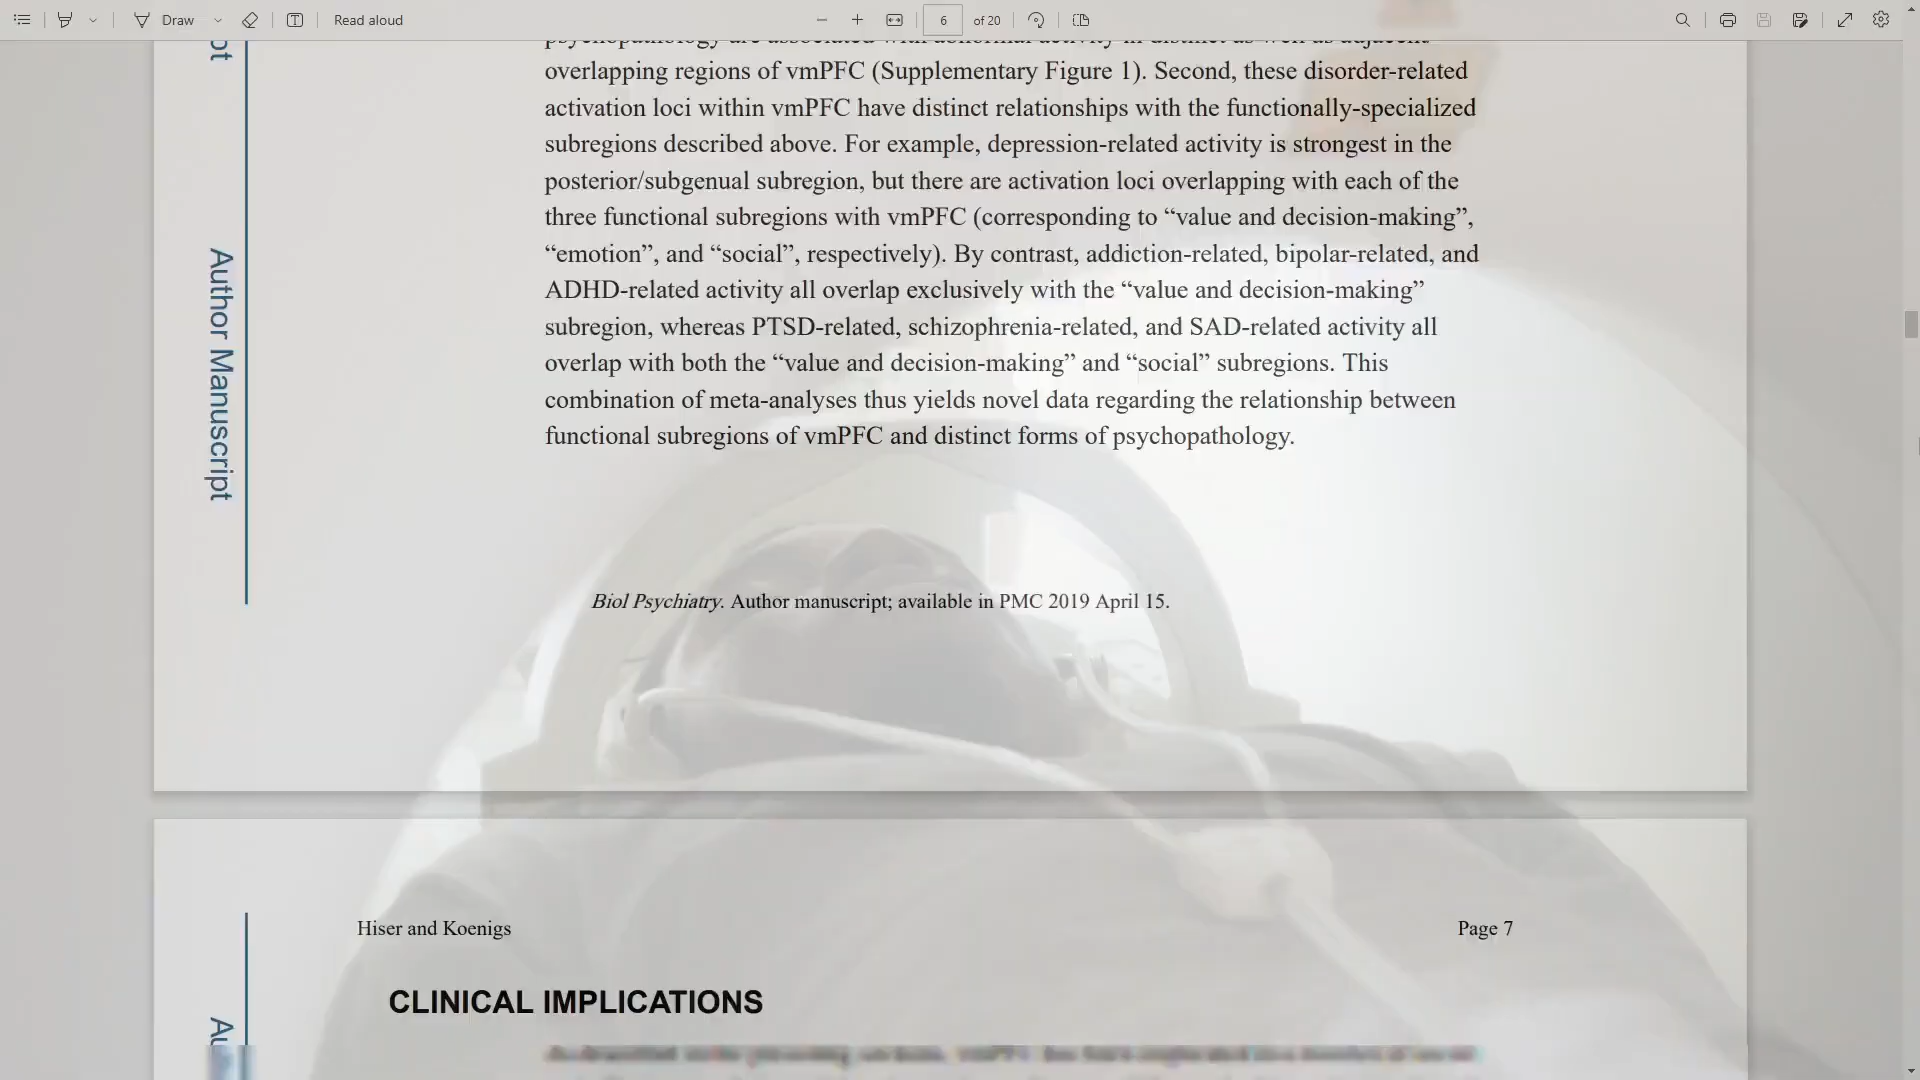 Draw
Read aloud
6
of 20
overlapping regions of vmPFC (Supplementary Figure 1). Second, these disorder-related
activation loci within vmPFC have distinct relationships with the functionally-specialized
subregions described above. For example, depression-related activity is strongest in the
posterior/subgenual subregion, but there are activation loci overlapping with each of the
three functional subregions with vmPFC (corresponding to “value and decision-making”,
“emotion”, and “social”, respectively). By contrast, addiction-related, bipolar-related, and
ADHD-related activity all overlap exclusively with the “value and decision-making”
subregion, whereas PTSD-related, schizophrenia-related, and SAD-related activity all
overlap with both the “value and decision-making” and “social” subregions. This
combination of meta-analyses thus yields novel data regarding the relationship between
functional subregions of vmPFC and distinct forms of psychopathology.
Author Manuscript
Biol Psychiatry. Author manuscript; available in PMC 2019 April 15.
Hiser and Koenigs
Page 7
CLINICAL IMPLICATIONS